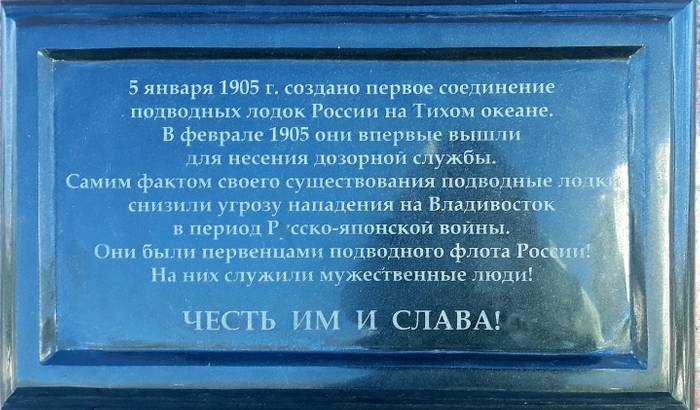 5 января 1905 г. создано первое соединение
подводных лодок России на Тихом океане.
В феврале 1905 они впервые вышли
для несения дозорной службы.
Самим фактом своего существования подводные лодки
снизили угрозу нападения на Владивосток
в период Русско-японской войны.
Они были первенцами подводного флота России!
На них служили мужественные люди!
ЧЕСТЬ ИМ И СЛАВА!